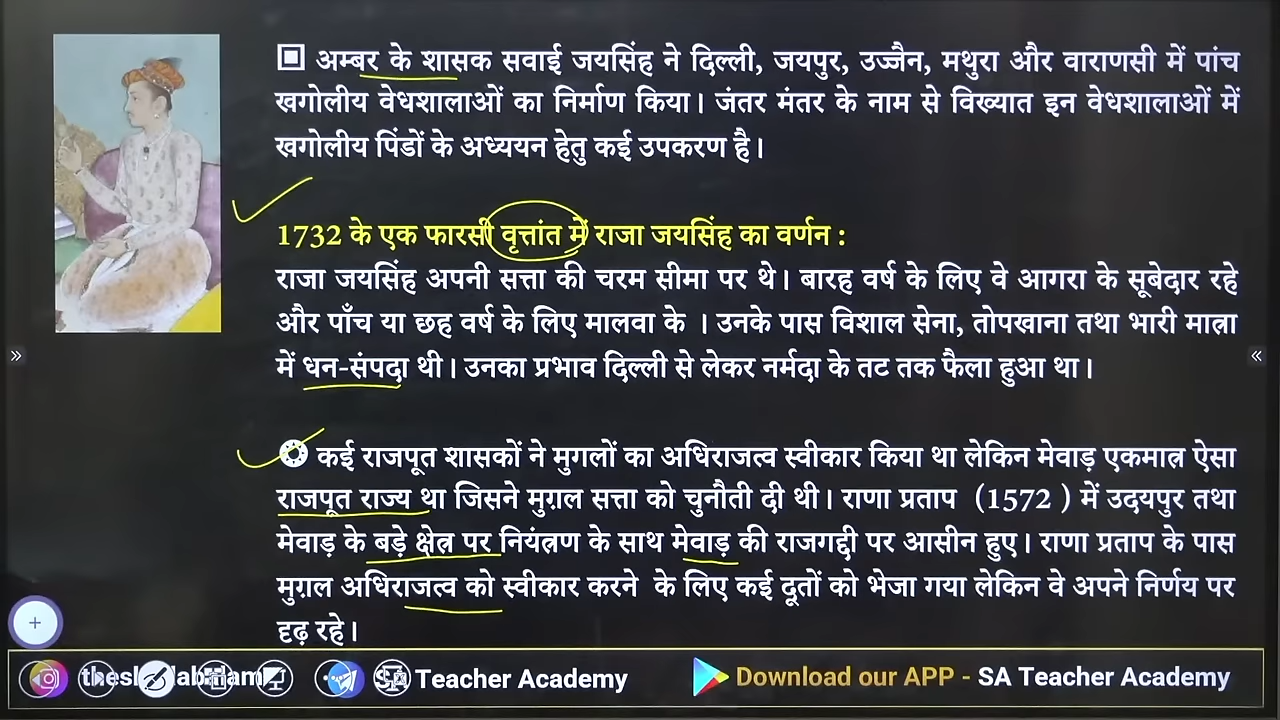 अम्बर के शासक सवाई जयसिंह ने दिल्ली, जयपुर, उज्जैन, मथुरा और वाराणसी में पांच
खगोलीय वेधशालाओं का निर्माण किया। जंतर मंतर के नाम से विख्यात इन वेधशालाओं में
खगोलीय पिंडों के अध्ययन हेतु कई उपकरण है।
1732 के एक फारसी वृत्तांत में राजा जयसिंह का वर्णन :
राजा जयसिंह अपनी सत्ता की चरम सीमा पर थे। बारह वर्ष के लिए वे आगरा के सूबेदार रहे
और पाँच या छह वर्ष के लिए मालवा के । उनके पास विशाल सेना, तोपखाना तथा भारी मात्रा
में धन-संपदा थी। उनका प्रभाव दिल्ली से लेकर नर्मदा के तट तक फैला हुआ था।
कई राजपूत शासकों ने मुगलों का अधिराजत्व स्वीकार किया था लेकिन मेवाड़ एकमात्र ऐसा
राजपूत राज्य था जिसने मुग़ल सत्ता को चुनौती दी थी। राणा प्रताप (1572 ) में उदयपुर तथा
मेवाड़ के बड़े क्षेत्र पर नियंत्रण के साथ मेवाड़ की राजगद्दी पर आसीन हुए। राणा प्रताप के पास
मुग़ल अधिराजत्व को स्वीकार करने के लिए कई दूतों को भेजा गया लेकिन वे अपने निर्णय पर
दृढ़ रहे।
Teacher Academy
Download our APP - SA Teacher Academy